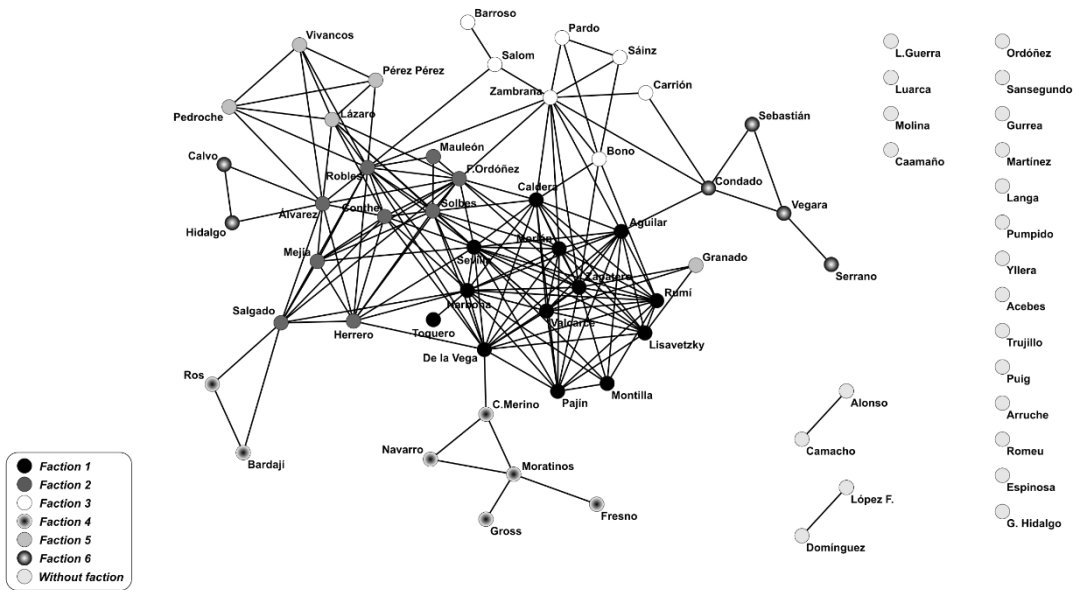 Barroso
Pardo
Vivancos
Sáinz
L.Guerra
Ordóñez
Salom
Pérez Pérez
Zambrana
Carrión
Luarca
Sansegundo
Pedroche
Lázaro
Sebastián
Molina
Gurrea
Mauleón
Calvo
Bono
Caamaño
Martínez
Robles
F.Ordóñez
Caldera
Condado
Langa
Álvarez
Conthe
Solbes
Vegara
Hidalgo
Aguilar
Pumpido
Mejía
Sevilla
Granado
Serrano
Yllera
Zapatero
Narbona
Rumí
Acebes
Salgado
Herrero
Toquero
Valcarce
Lisavetzky
Trujillo
De la Vega
Ros
Pajín
Montilla
Puig
C.Merino
Alonso
Arruche
Navarro
Camacho
Romeu
Bardají
Moratinos
Espinosa
López F.
Fresno
Gross
G. Hidalgo
Domínguez
Faction 1
Faction 2
Faction 3
Faction 4
Faction 5
Faction 6
Without faction